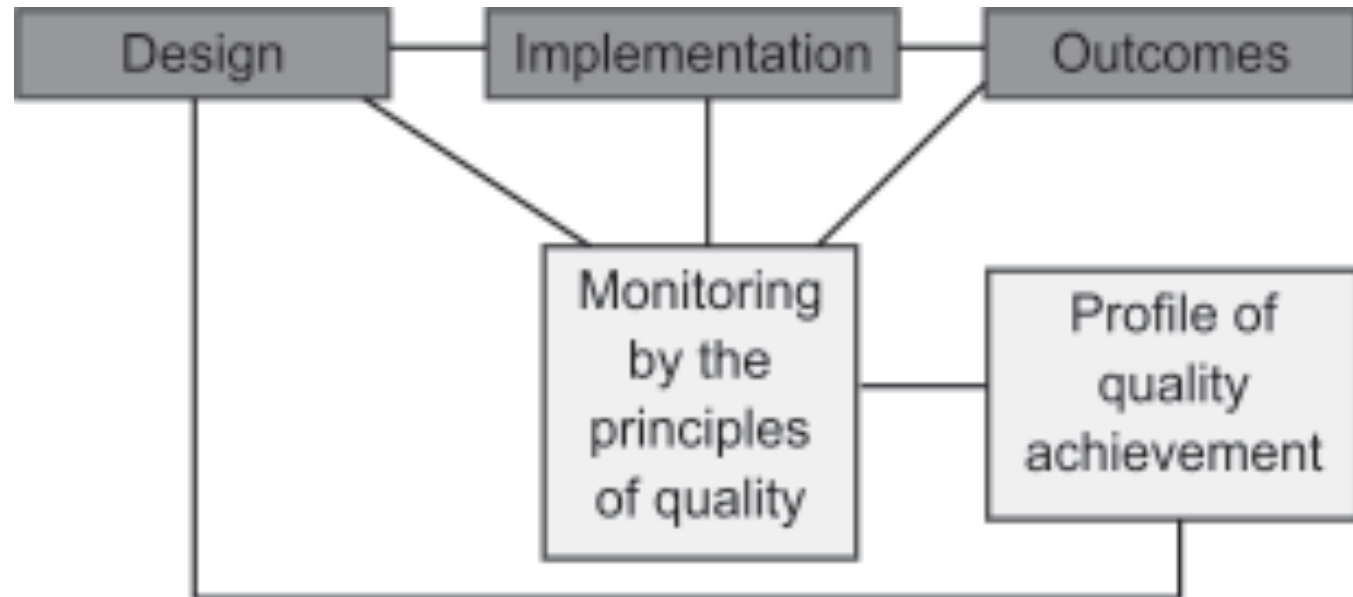 Design
Implementation
Outcomes
Monitoring
by the
principles
of quality
Profile of
quality
achievement